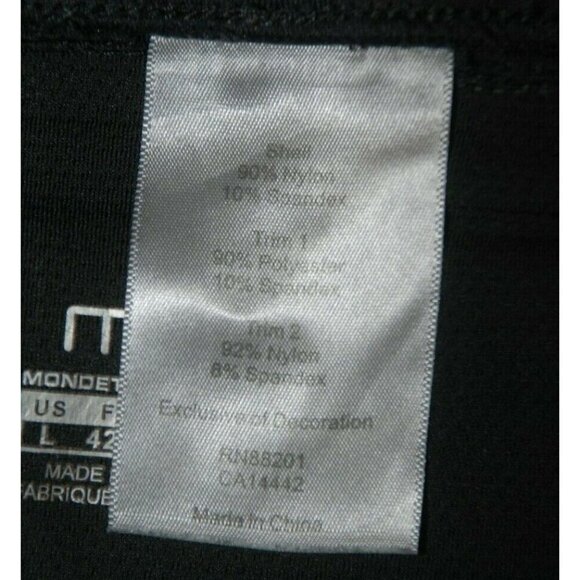 Shell
90% Nylon
10% Spandex
Trim 1
90% Polyester
10% Spandex
Trim 2
92% Nylon
8% Spandex
Exclusive of Decoration
RN88201
CA14442
Made in China
MONDET
US F
L 42
MADE
FABRIQUE